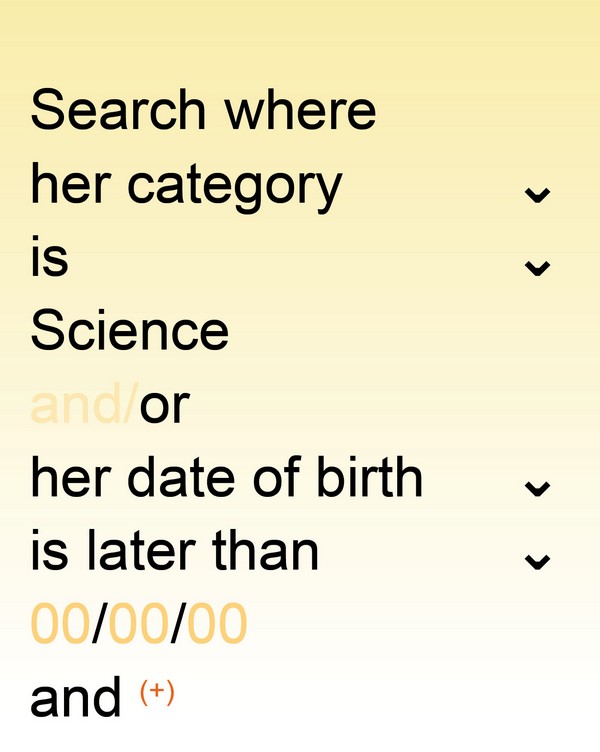 Search where
her category
is
Science
and/or
her date of birth
is later than
00/00/00
and (+)